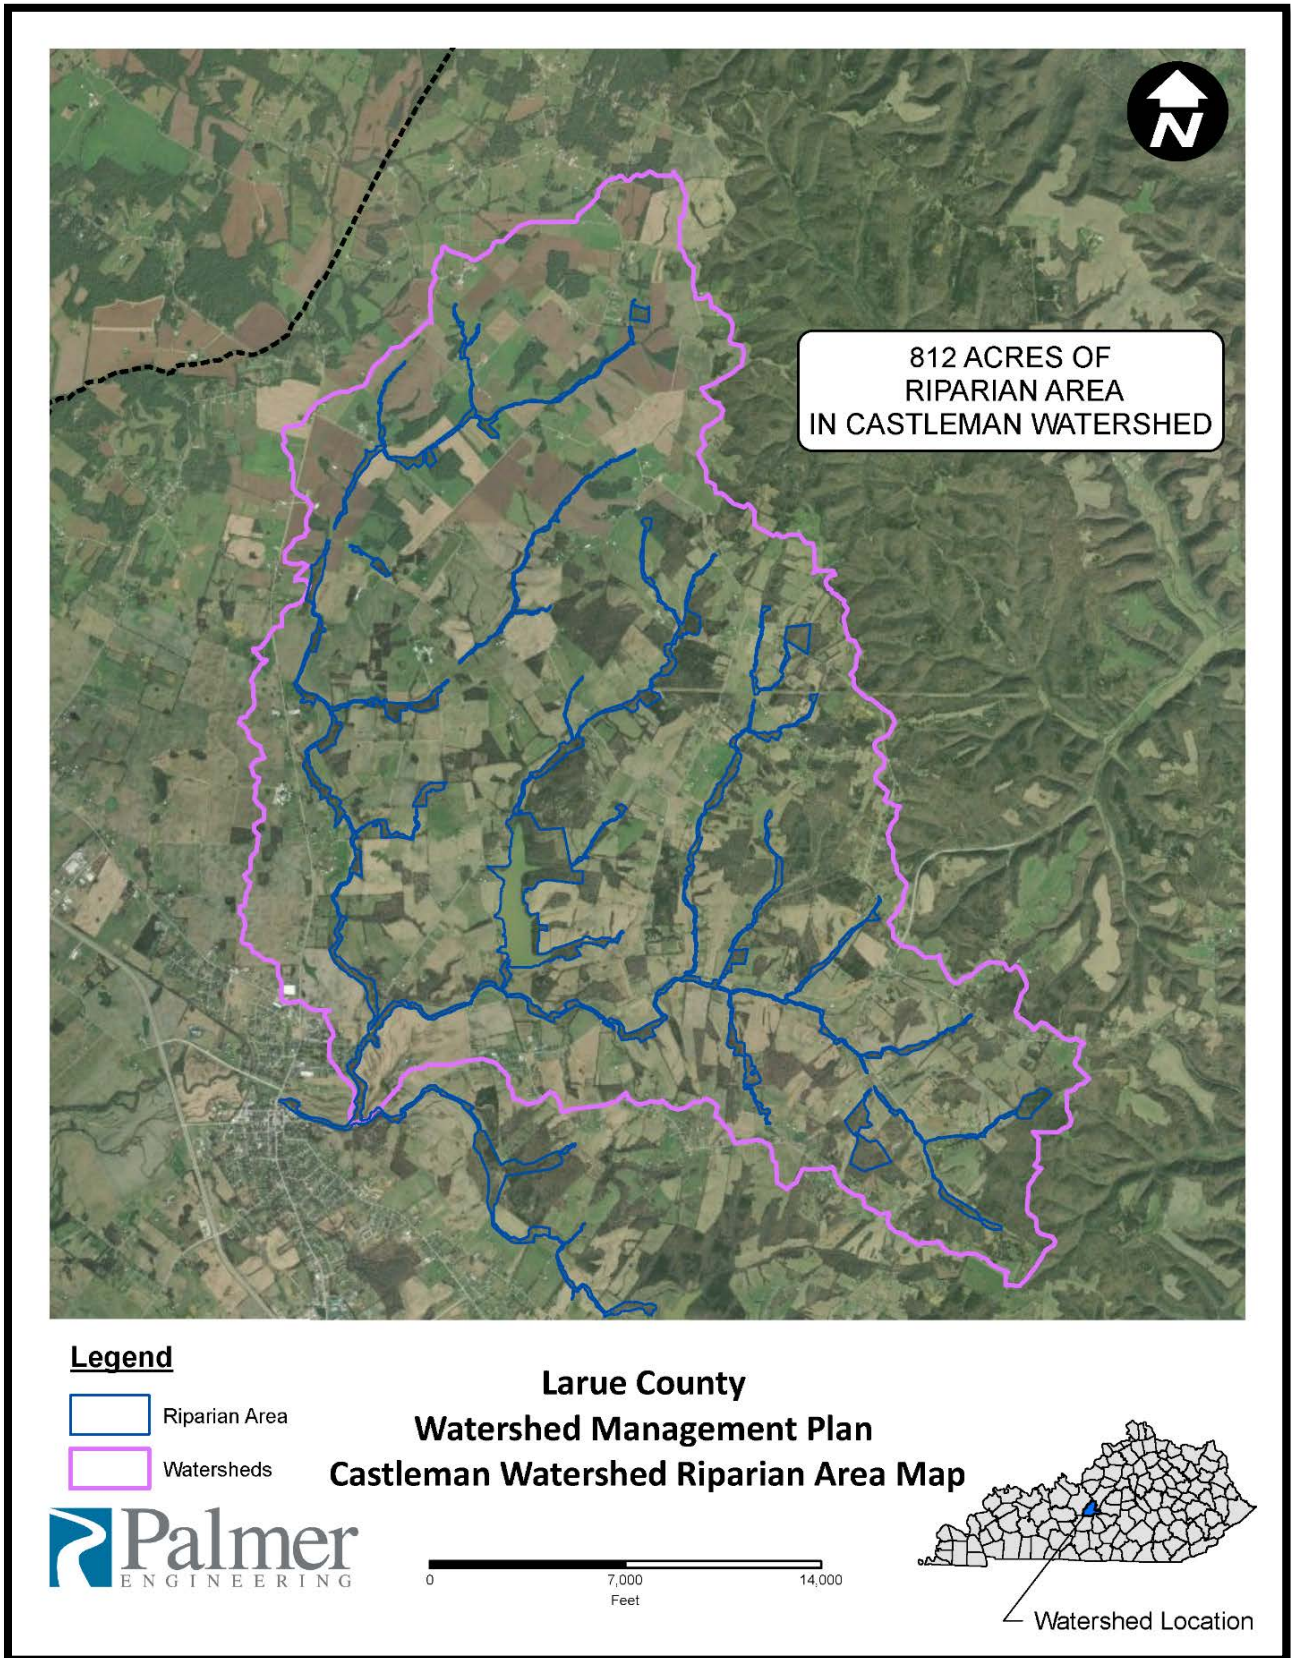 N
812 ACRES OF
RIPARIAN AREA
IN CASTLEMAN WATERSHED
Legend
Riparian Area
Watersheds
Larue County
Watershed Management Plan
Castleman Watershed Riparian Area Map
Palmer
ENGINEERING
0 7,000 14,000
Feet
Watershed Location